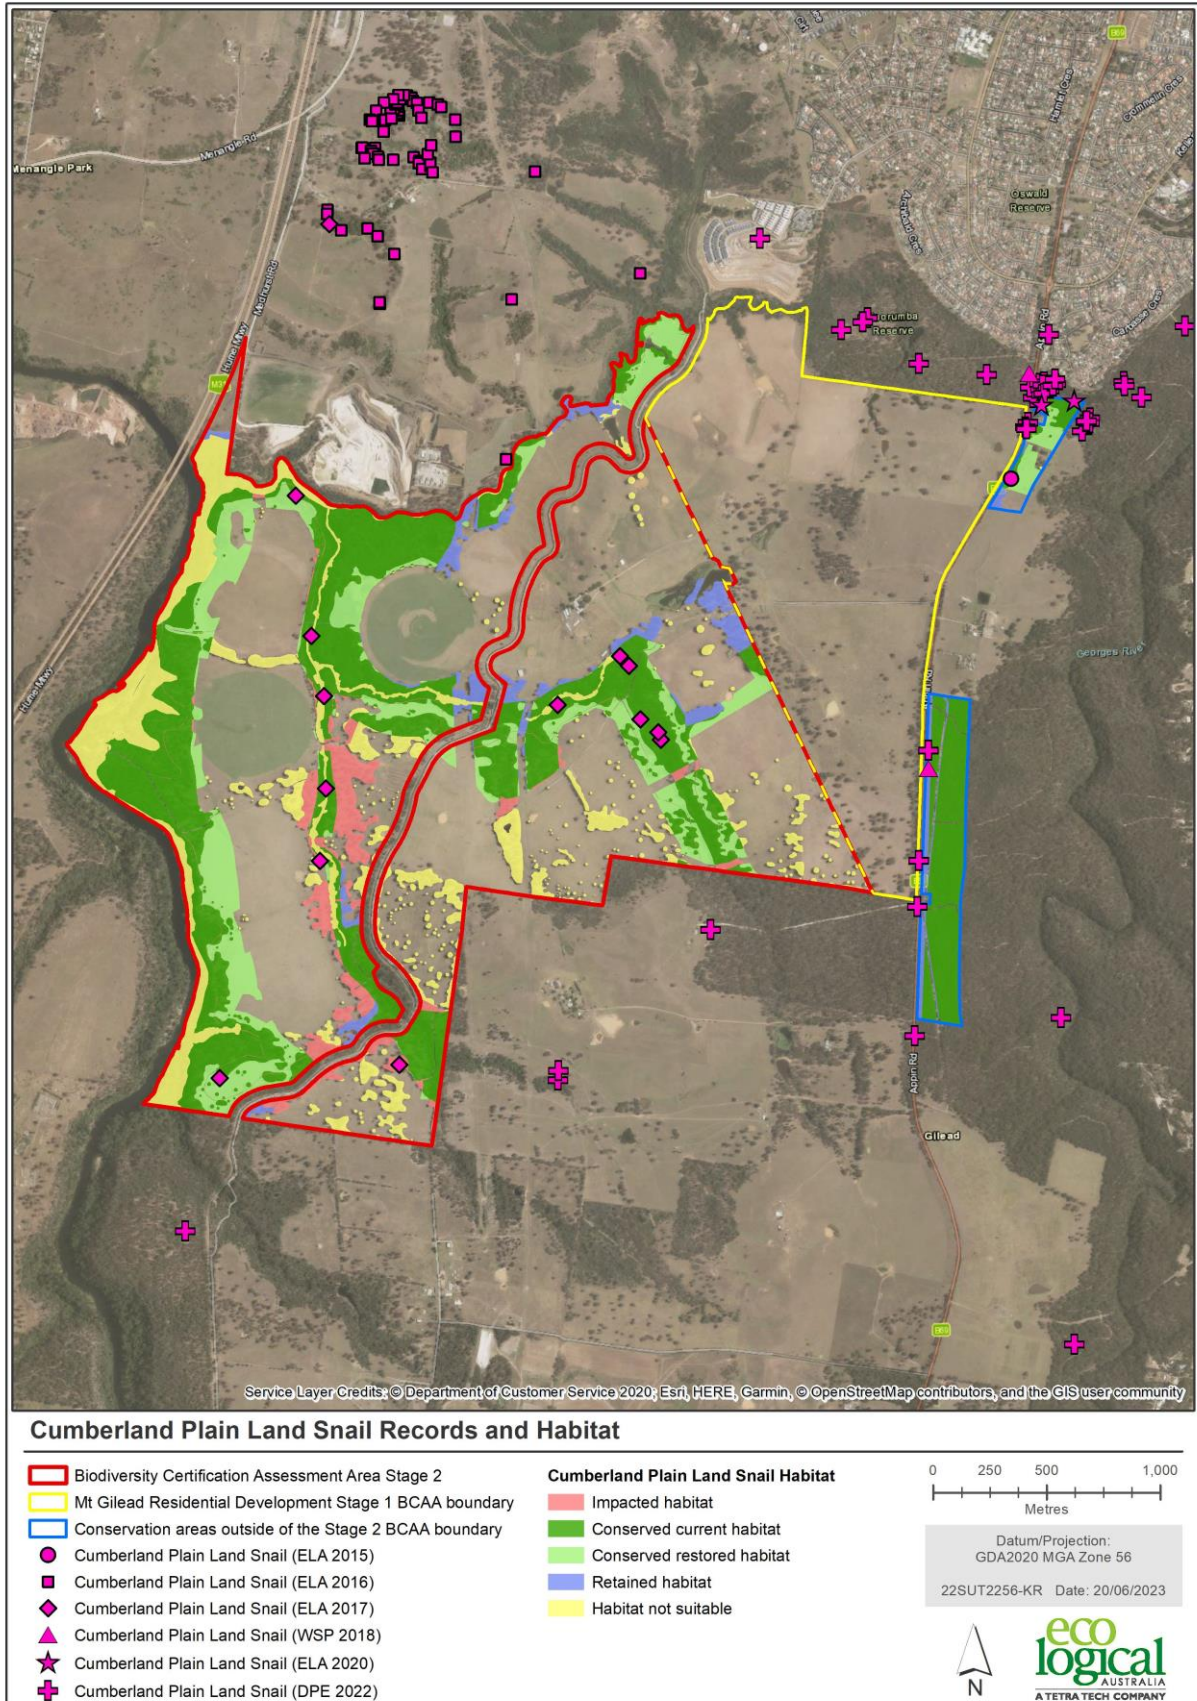 B69
Hamlet Cres
Crommelin Cres
Menangle Rd
Menangle Park
Oswald
Reserve
Hume Mwy
Medhurst Rd
Reserve
Appin Rd
M31
Georges River
Hume Mwy
Appin Rd
Gilead
B69
Service Layer Credits: © Department of Customer Service 2020; Esri, HERE, Garmin, © OpenStreetMap contributors, and the GIS user community
Cumberland Plain Land Snail Records and Habitat
Biodiversity Certification Assessment Area Stage 2
Mt Gilead Residential Development Stage 1 BCAA boundary
Conservation areas outside of the Stage 2 BCAA boundary
Cumberland Plain Land Snail (ELA 2015)
Cumberland Plain Land Snail (ELA 2016)
Cumberland Plain Land Snail (ELA 2017)
Cumberland Plain Land Snail (WSP 2018)
Cumberland Plain Land Snail (ELA 2020)
Cumberland Plain Land Snail (DPE 2022)
Cumberland Plain Land Snail Habitat
Impacted habitat
Conserved current habitat
Conserved restored habitat
Retained habitat
Habitat not suitable
0 250 500 1,000
Metres
Datum/Projection:
GDA2020 MGA Zone 56
22SUT2256-KR Date: 20/06/2023
N
eco
logical
AUSTRALIA
A TETRA TECH COMPANY